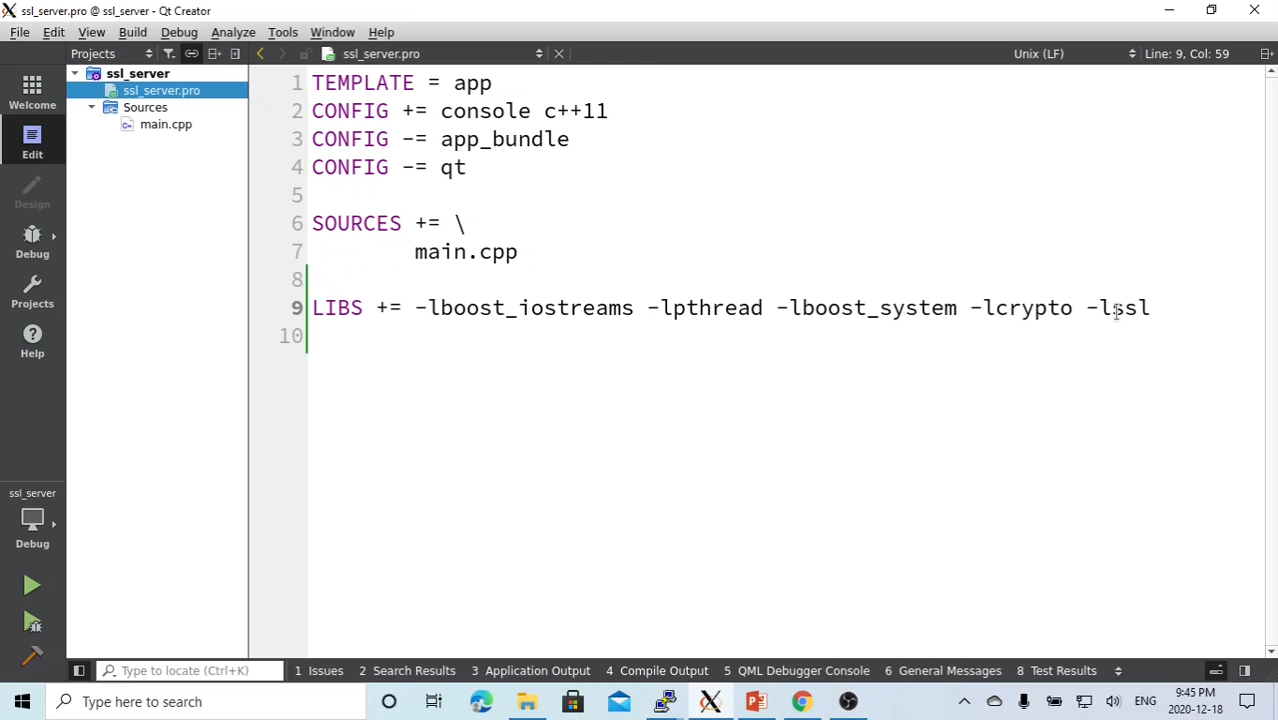 ssl_server.pro @ ssl_server - Qt Creator
File Edit View Build Debug Analyze Tools Window Help
Projects ssl_server.pro Unix (LF) Line: 9, Col: 59
ssl_server
ssl_server.pro
Sources
main.cpp
Welcome
Edit
Design
Debug
Projects
Help
ssl_server
Debug
1 TEMPLATE = app
2 CONFIG += console c++11
3 CONFIG -= app_bundle
4 CONFIG -= qt
5
6 SOURCES += \
7 main.cpp
8
9 LIBS += -lboost_iostreams -lpthread -lboost_system -lcrypto -lssl
10
Type to locate (Ctrl+K) 1 Issues 2 Search Results 3 Application Output 4 Compile Output 5 QML Debugger Console 6 General Messages 8 Test Results
Type here to search ENG 9:45 PM
2020-12-18